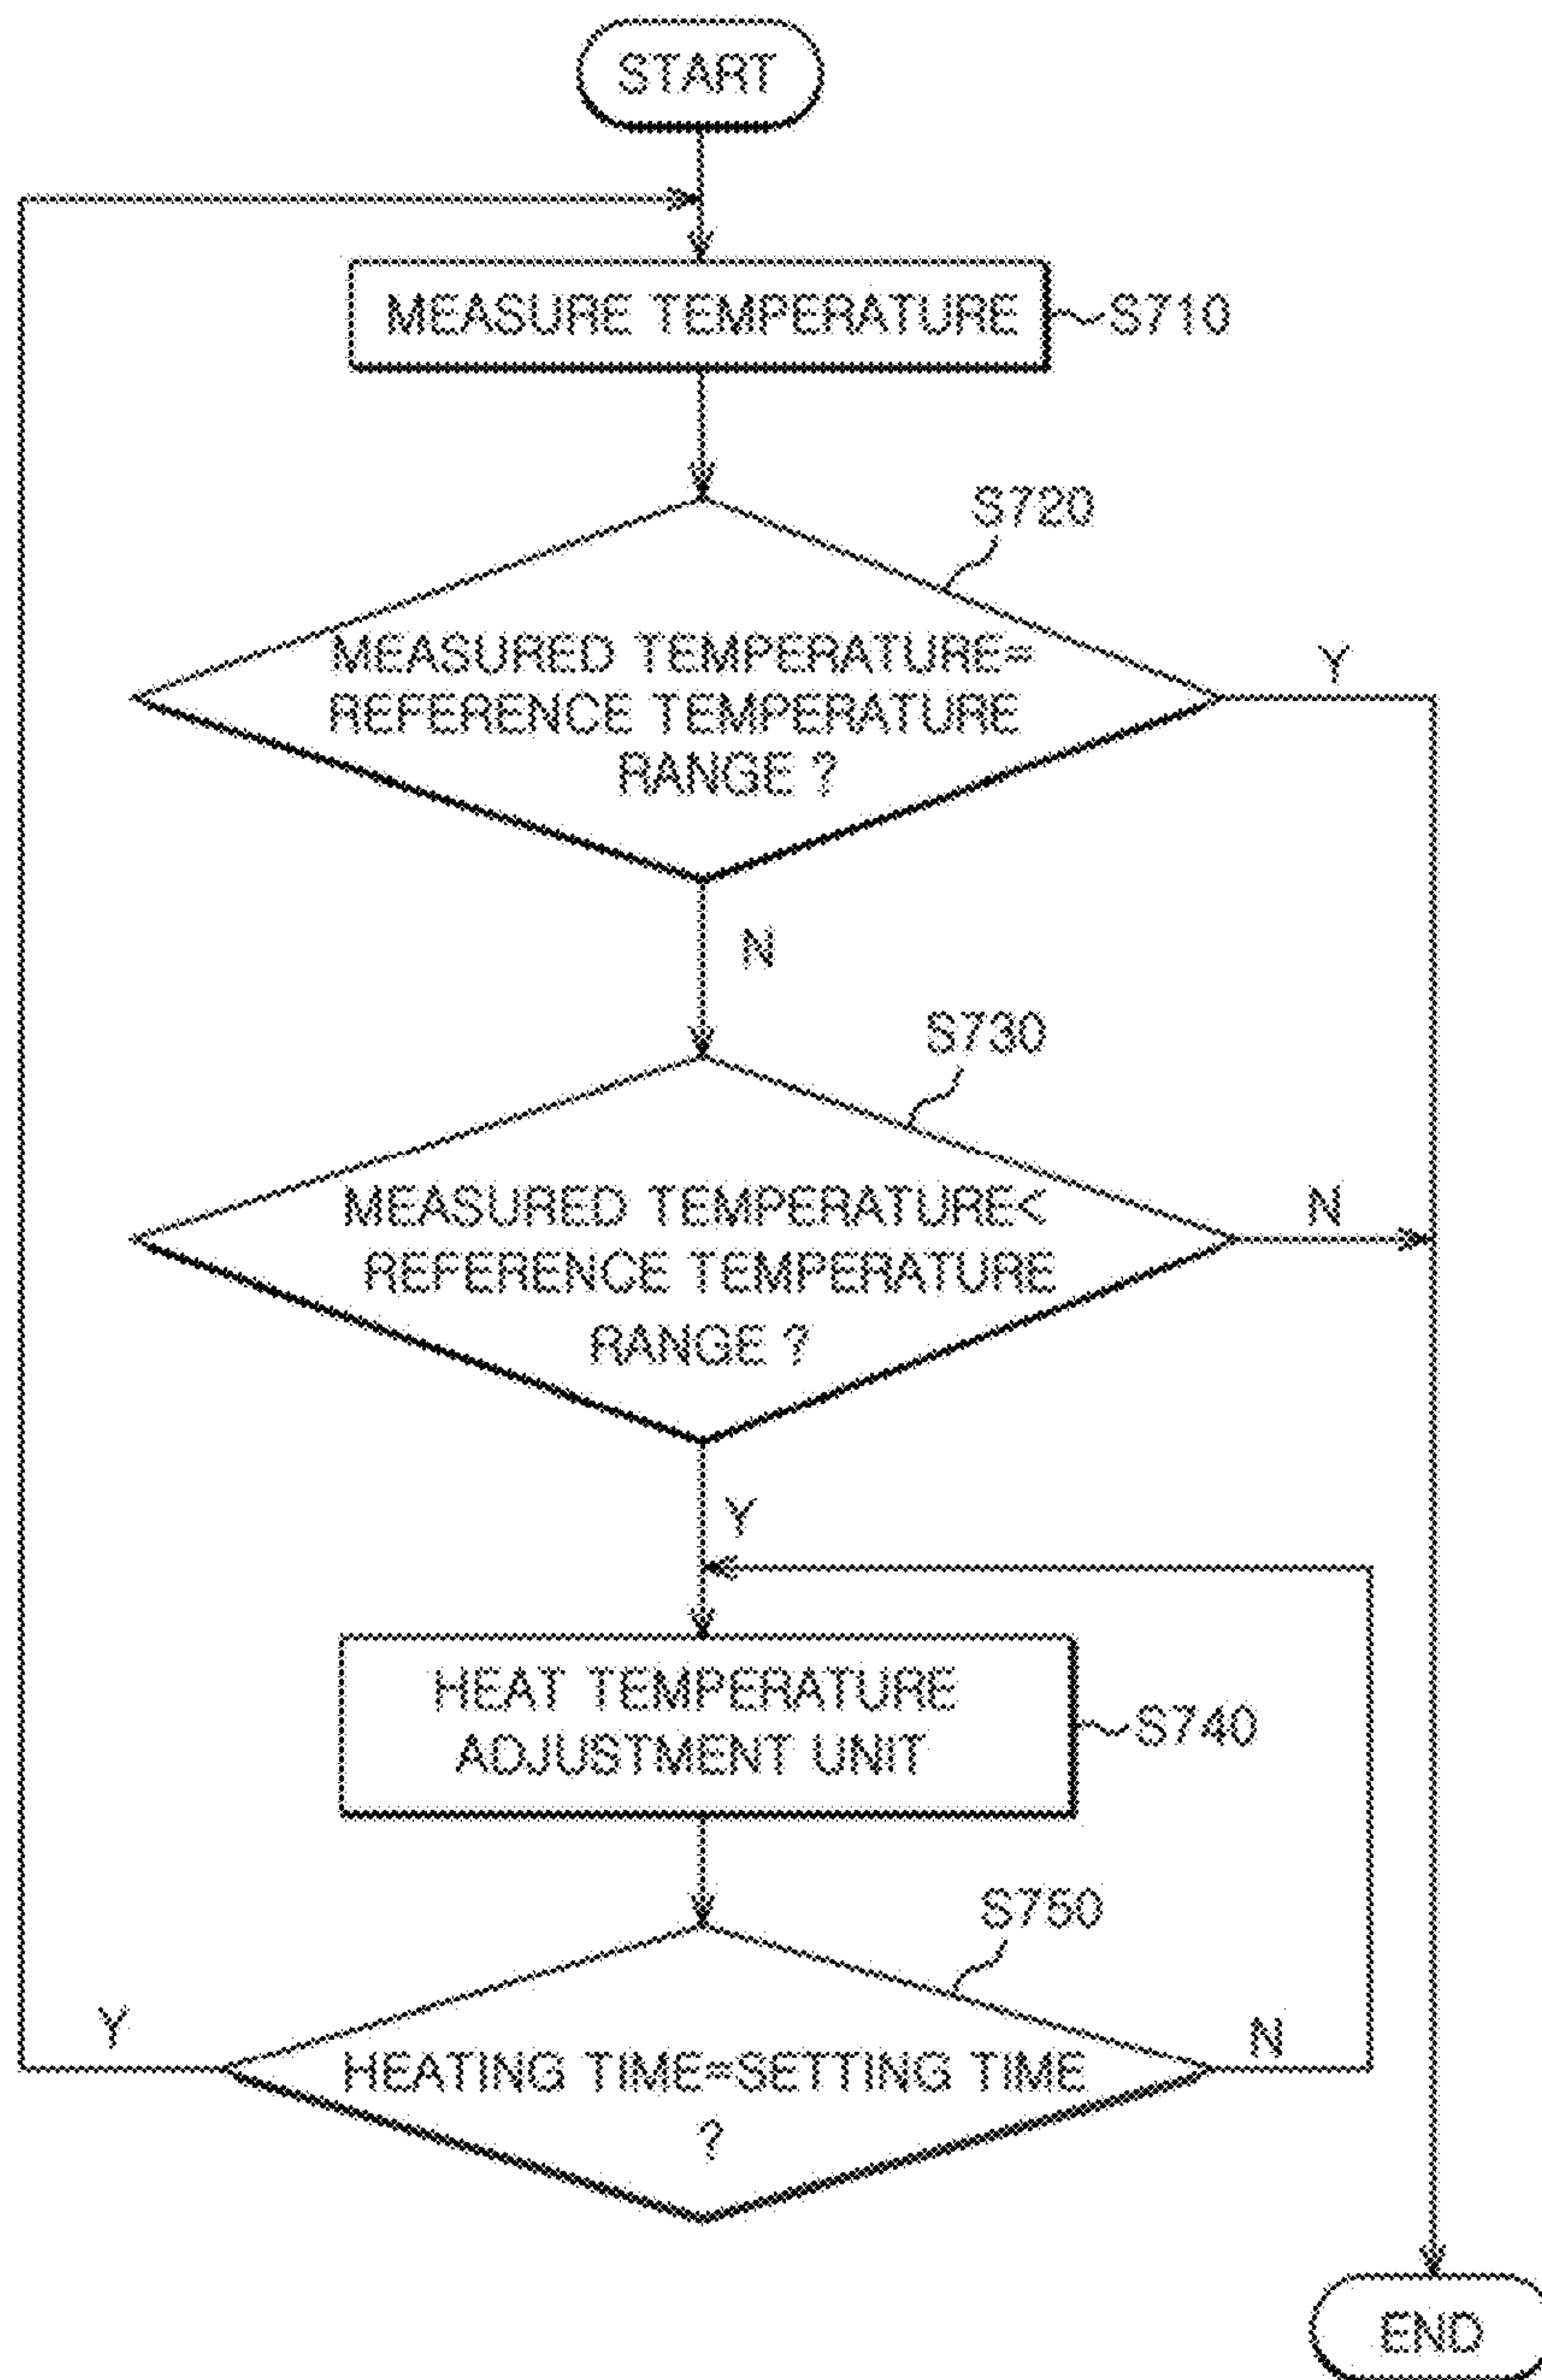 START
MEASURE TEMPERATURE
S710
S720
MEASURED TEMPERATURE=
REFERENCE TEMPERATURE
RANGE ?
Y
N
S730
MEASURED TEMPERATURE<
REFERENCE TEMPERATURE
RANGE ?
N
Y
HEAT TEMPERATURE
ADJUSTMENT UNIT
S740
S750
Y
HEATING TIME=SETTING TIME
?
N
END